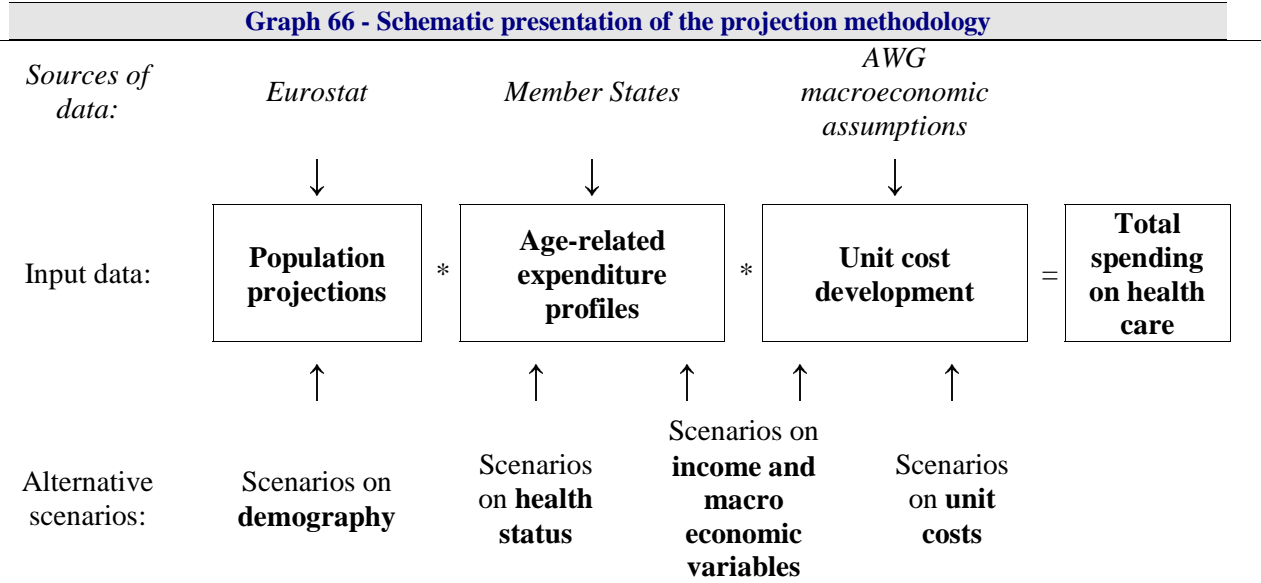 Graph 66 - Schematic presentation of the projection methodology
Sources of
data:
Eurostat
Member States
AWG
macroeconomic
assumptions
↓ ↓ ↓
Input data:
Population
projections
*
Age-related
expenditure
profiles
*
Unit cost
development
=
Total
spending
on health
care
↑ ↑ ↑ ↑ ↑
Alternative
scenarios:
Scenarios on
demography
Scenarios
on health
status
Scenarios on
income and
macro
economic
variables
Scenarios
on unit
costs